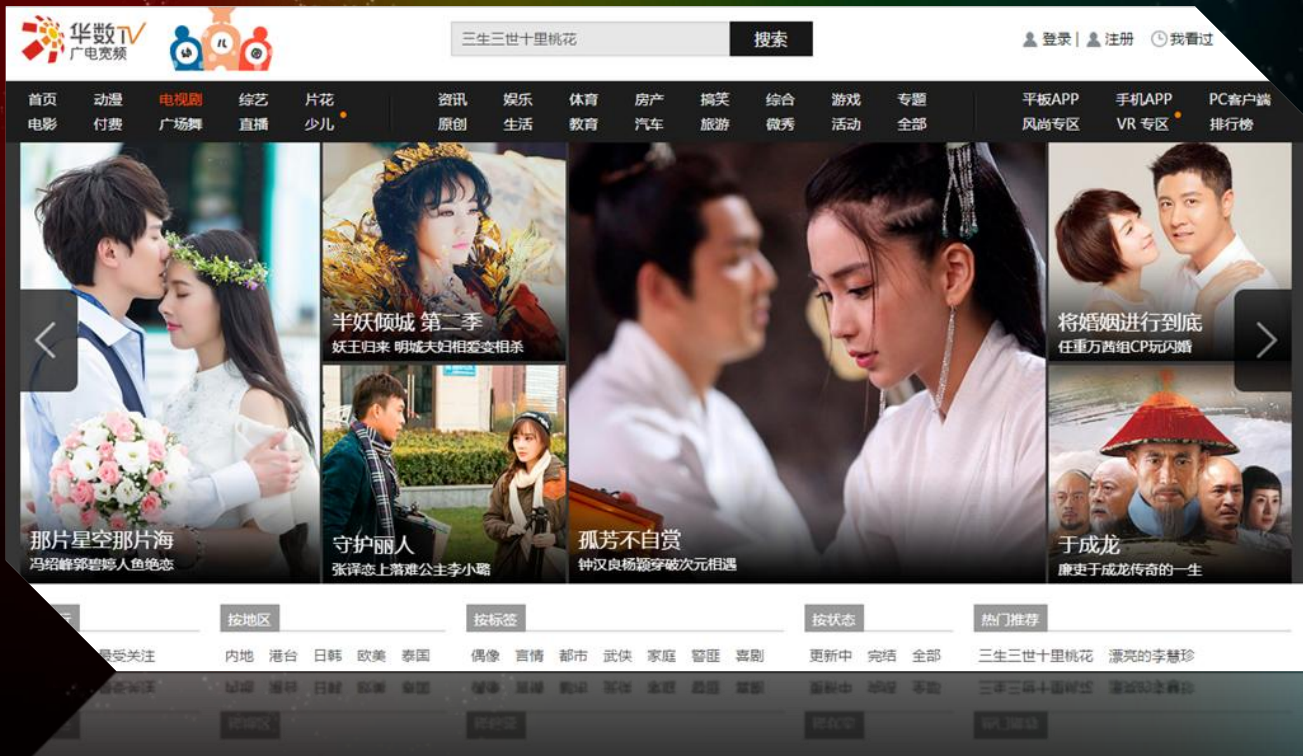 华数TV
广电宽频
幼儿园
三生三世十里桃花
搜索
登录 | 注册 我看过
首页 动漫 电视剧 综艺 片花 资讯 娱乐 体育 房产 搞笑 综合 游戏 专题 平板APP 手机APP PC客户端
电影 付费 广场舞 直播 少儿 原创 生活 教育 汽车 旅游 微秀 活动 全部 风尚专区 VR 专区 排行榜
半妖倾城 第二季
妖王归来 明城夫妇相爱变相杀
将婚姻进行到底
任重万茜组CP玩闪婚
那片星空那片海
冯绍峰郭碧婷人鱼绝恋
守护丽人
张译恋上落难公主李小璐
孤芳不自赏
钟汉良杨颖穿破次元相遇
于成龙
廉吏于成龙传奇的一生
按地区 按标签 按状态 热门推荐
最受关注 内地 港台 日韩 欧美 泰国 偶像 言情 都市 武侠 家庭 警匪 喜剧 更新中 完结 全部 三生三世十里桃花 漂亮的李慧珍